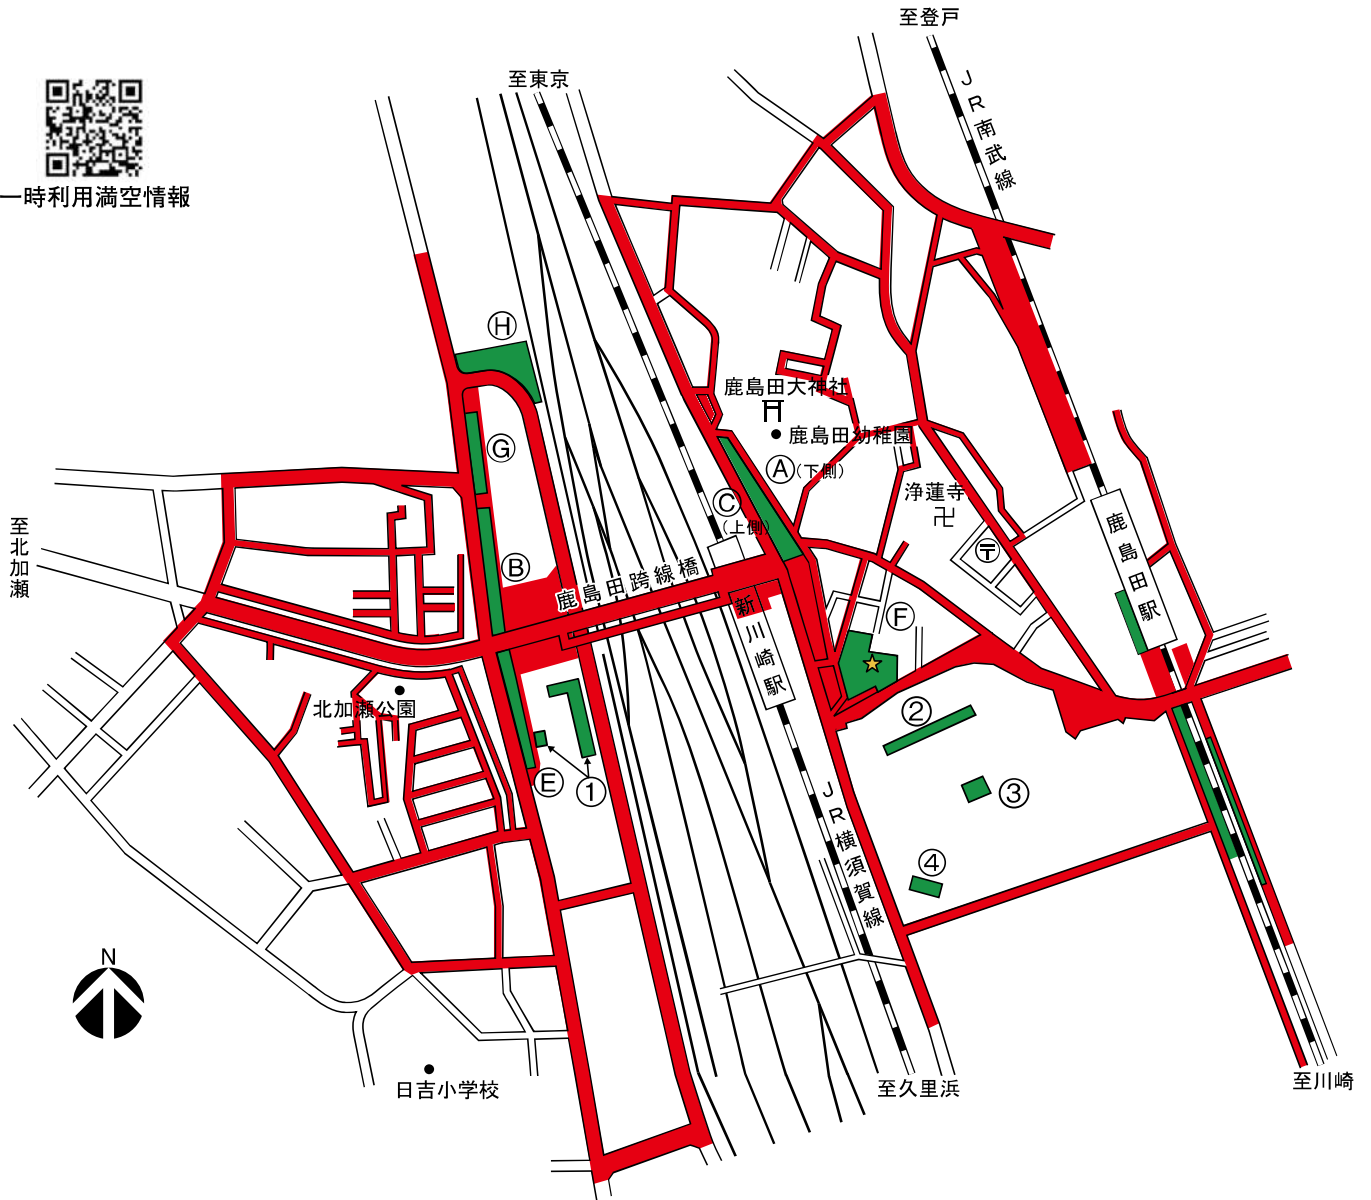 至登戸
至東京
JR南武線
一時利用満空情報
H
鹿島田大神社
鹿島田幼稚園
G
A(下側)
C
(上側)
浄蓮寺
卍
〒
至北加瀬
鹿島田駅
B
鹿島田跨線橋
新川崎駅
F
北加瀬公園
②
E
①
③
JR横須賀線
④
N
日吉小学校
至久里浜
至川崎